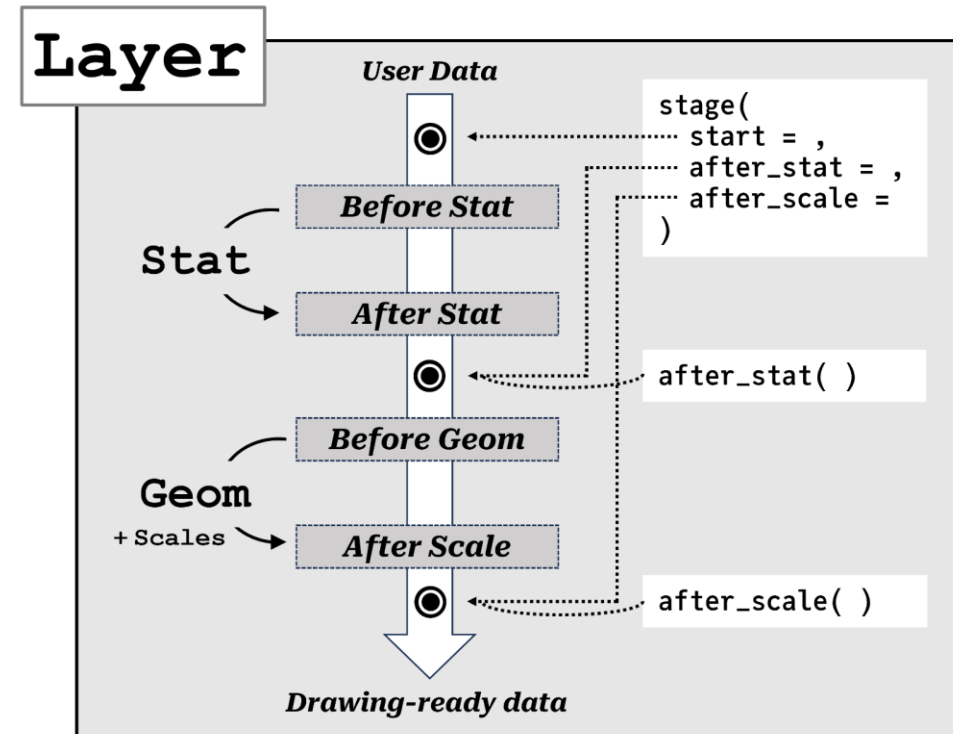 Layer
User Data
stage(
start = ,
after_stat = ,
after_scale =
)
Before Stat
Stat
After Stat
after_stat( )
Before Geom
Geom
+ Scales
After Scale
after_scale( )
Drawing-ready data